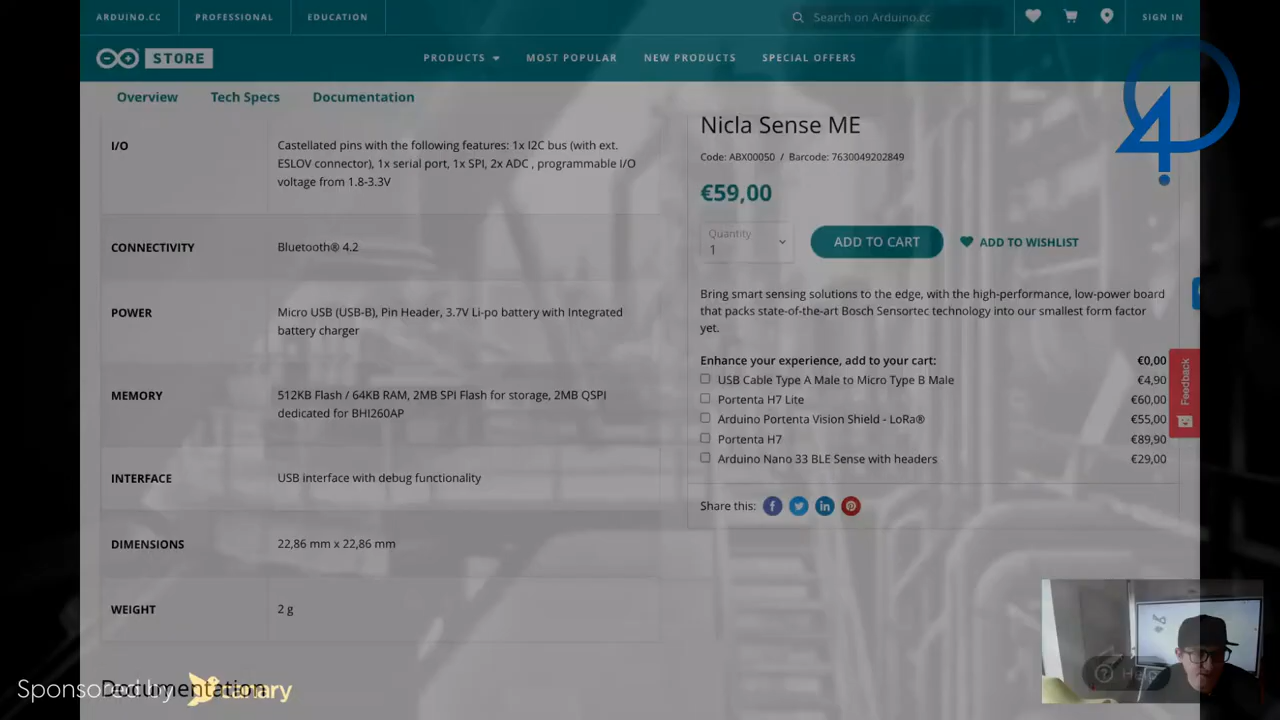 ARDUINO.CC
PROFESSIONAL
EDUCATION
Search on Arduino.cc
SIGN IN
STORE
PRODUCTS
MOST POPULAR
NEW PRODUCTS
SPECIAL OFFERS
Overview
Tech Specs
Documentation
I/O
Castellated pins with the following features: 1x I2C bus (with ext.
ESLOV connector), 1x serial port, 1x SPI, 2x ADC , programmable I/O
voltage from 1.8-3.3V
CONNECTIVITY
Bluetooth® 4.2
POWER
Micro USB (USB-B), Pin Header, 3.7V Li-po battery with Integrated
battery charger
MEMORY
512KB Flash / 64KB RAM, 2MB SPI Flash for storage, 2MB QSPI
dedicated for BHI260AP
INTERFACE
USB interface with debug functionality
DIMENSIONS
22,86 mm x 22,86 mm
WEIGHT
2 g
Documentation
Nicla Sense ME
Code: ABX00050 / Barcode: 7630049202849
€59,00
Quantity
1
ADD TO CART
ADD TO WISHLIST
Bring smart sensing solutions to the edge, with the high-performance, low-power board
that packs state-of-the-art Bosch Sensortec technology into our smallest form factor
yet.
Enhance your experience, add to your cart: €0,00
USB Cable Type A Male to Micro Type B Male €4,90
Portenta H7 Lite €60,00
Arduino Portenta Vision Shield - LoRa® €55,00
Portenta H7 €89,90
Arduino Nano 33 BLE Sense with headers €29,00
Share this:
Feedback
Help
4
Sponsored by canary